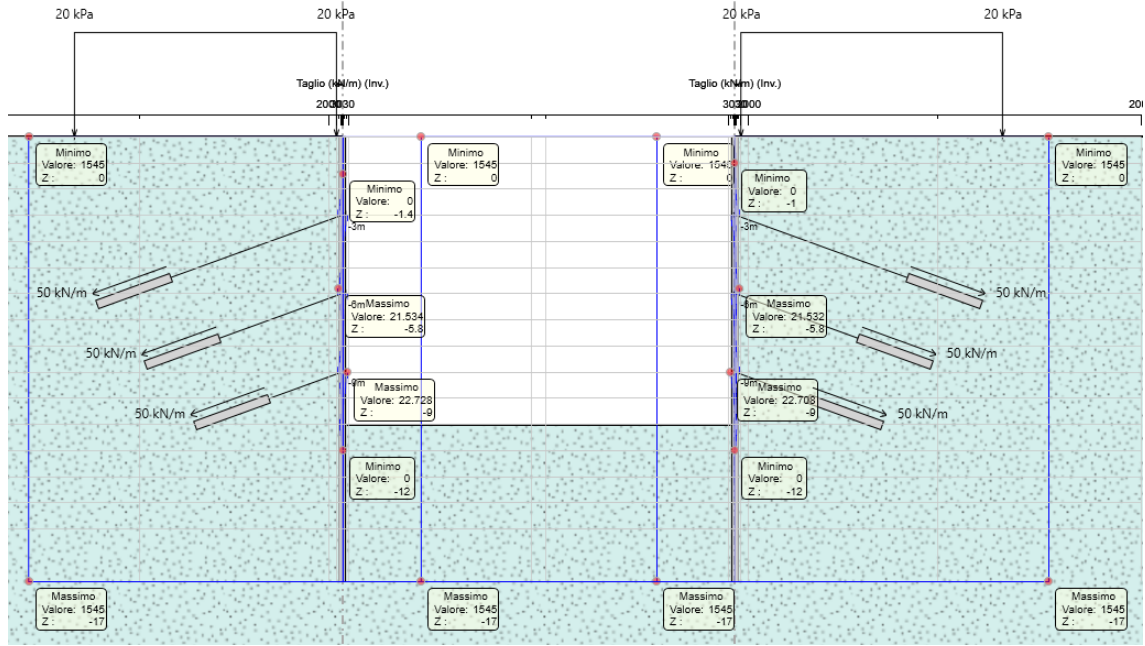 20 kPa
20 kPa
20 kPa
20 kPa
Taglio (kN/m) (Inv.)
Taglio (kN/m) (Inv.)
Minimo
Valore: 1545
Z : 0
Minimo
Valore: 1545
Z : 0
Minimo
Valore: 1545
Z : 0
Minimo
Valore: 1545
Z : 0
Minimo
Valore: 0
Z : -1.4
Minimo
Valore: 0
Z : -1
-3m
-3m
50 kN/m
50 kN/m
-6m
Massimo
Valore: 21.534
Z : -5.8
Massimo
Valore: 21.532
Z : -5.8
50 kN/m
50 kN/m
-9m
-9m
Massimo
Valore: 22.728
Z : -9
Massimo
Valore: 22.708
Z : -9
50 kN/m
50 kN/m
Minimo
Valore: 0
Z : -12
Minimo
Valore: 0
Z : -12
Massimo
Valore: 1545
Z : -17
Massimo
Valore: 1545
Z : -17
Massimo
Valore: 1545
Z : -17
Massimo
Valore: 1545
Z : -17